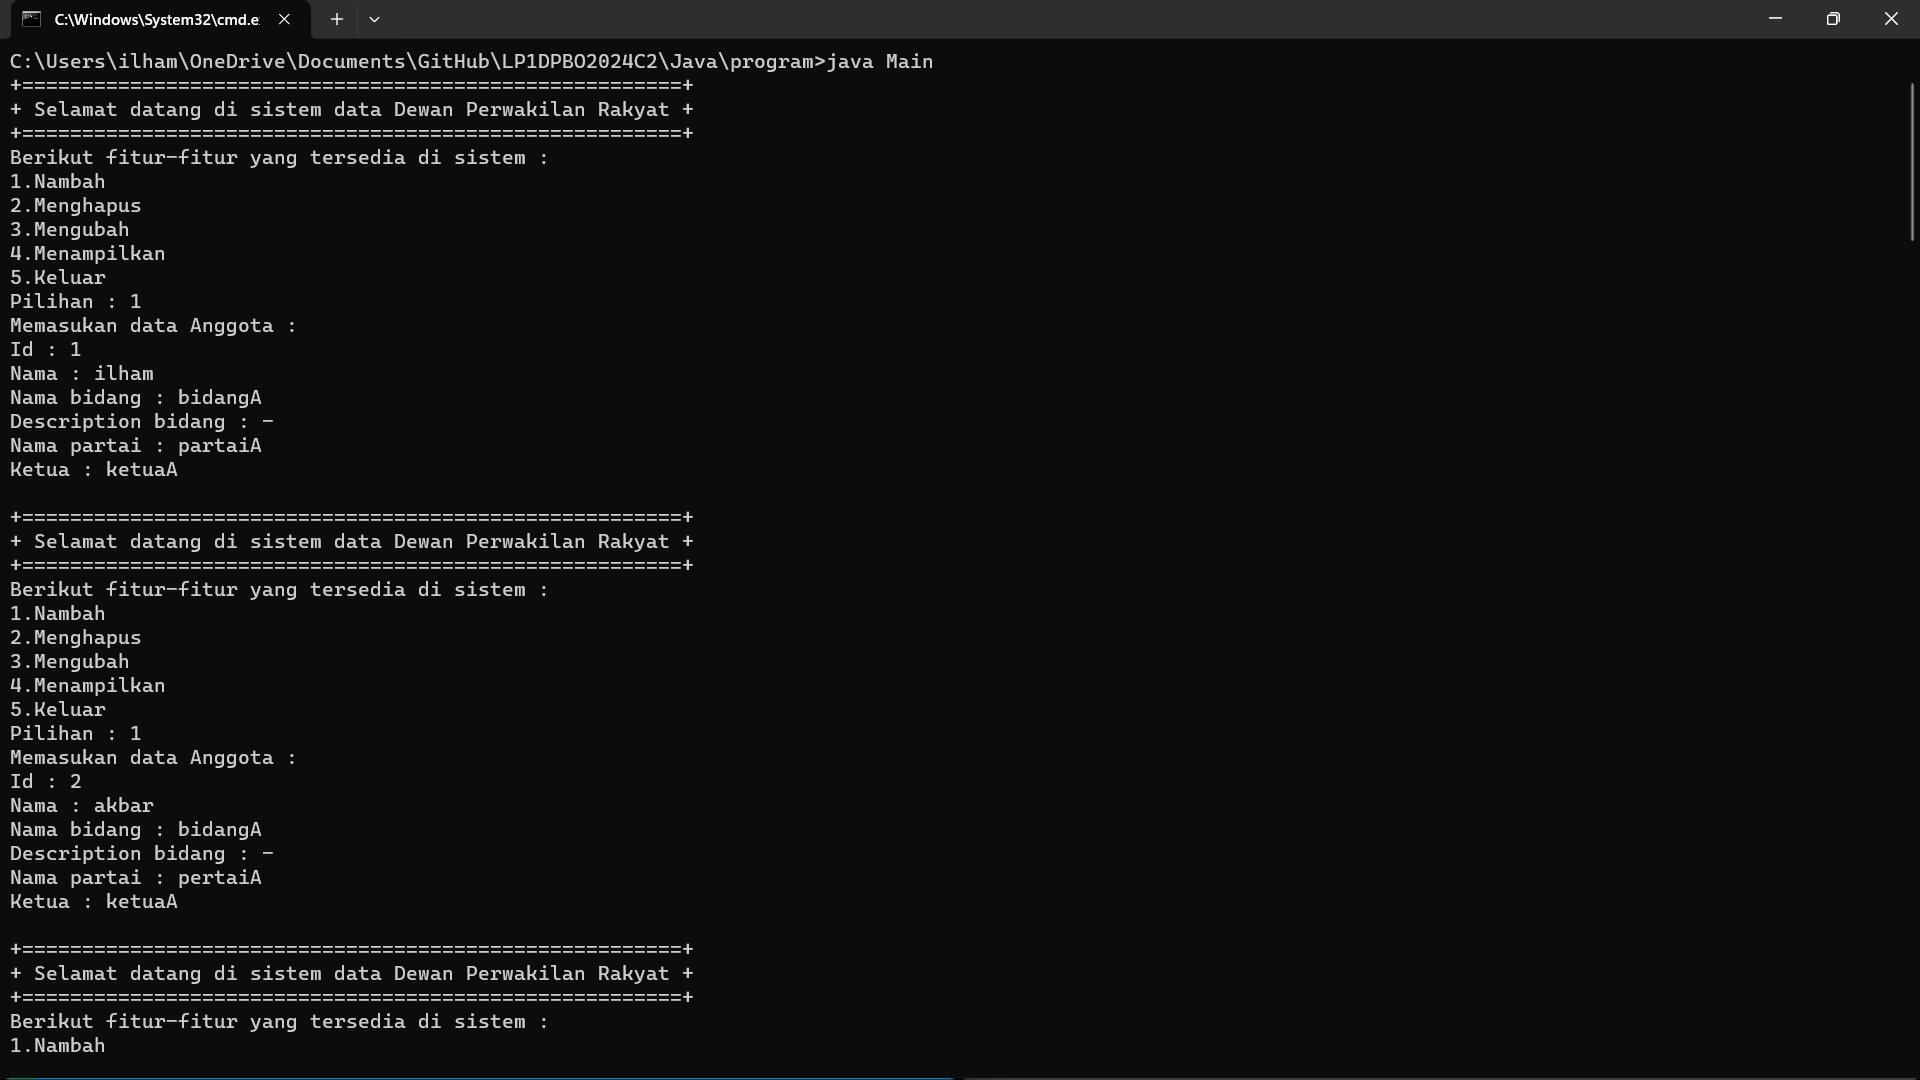 C:\Windows\System32\cmd.e
C:\Users\ilham\OneDrive\Documents\GitHub\LP1DPBO2024C2\Java\program>java Main
+=======================================================+
+ Selamat datang di sistem data Dewan Perwakilan Rakyat +
+=======================================================+
Berikut fitur-fitur yang tersedia di sistem :
1.Nambah
2.Menghapus
3.Mengubah
4.Menampilkan
5.Keluar
Pilihan : 1
Memasukan data Anggota :
Id : 1
Nama : ilham
Nama bidang : bidangA
Description bidang : -
Nama partai : partaiA
Ketua : ketuaA
+=======================================================+
+ Selamat datang di sistem data Dewan Perwakilan Rakyat +
+=======================================================+
Berikut fitur-fitur yang tersedia di sistem :
1.Nambah
2.Menghapus
3.Mengubah
4.Menampilkan
5.Keluar
Pilihan : 1
Memasukan data Anggota :
Id : 2
Nama : akbar
Nama bidang : bidangA
Description bidang : -
Nama partai : pertaiA
Ketua : ketuaA
+=======================================================+
+ Selamat datang di sistem data Dewan Perwakilan Rakyat +
+=======================================================+
Berikut fitur-fitur yang tersedia di sistem :
1.Nambah